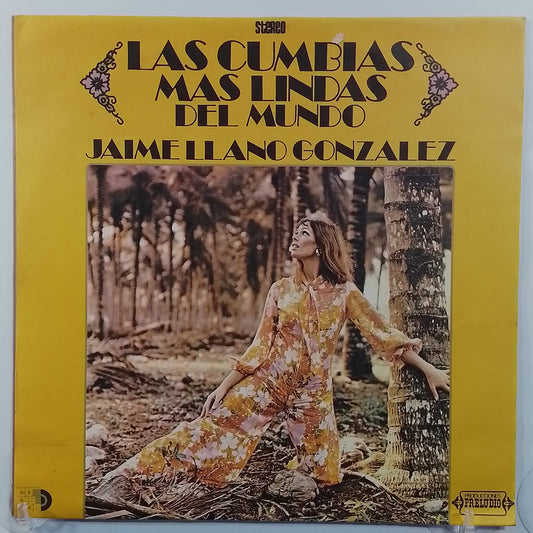 stereo
LAS CUMBIAS
MAS LINDAS
DEL MUNDO
JAIME LLANO GONZALEZ
PRODUCCIONES
PRELUDIO